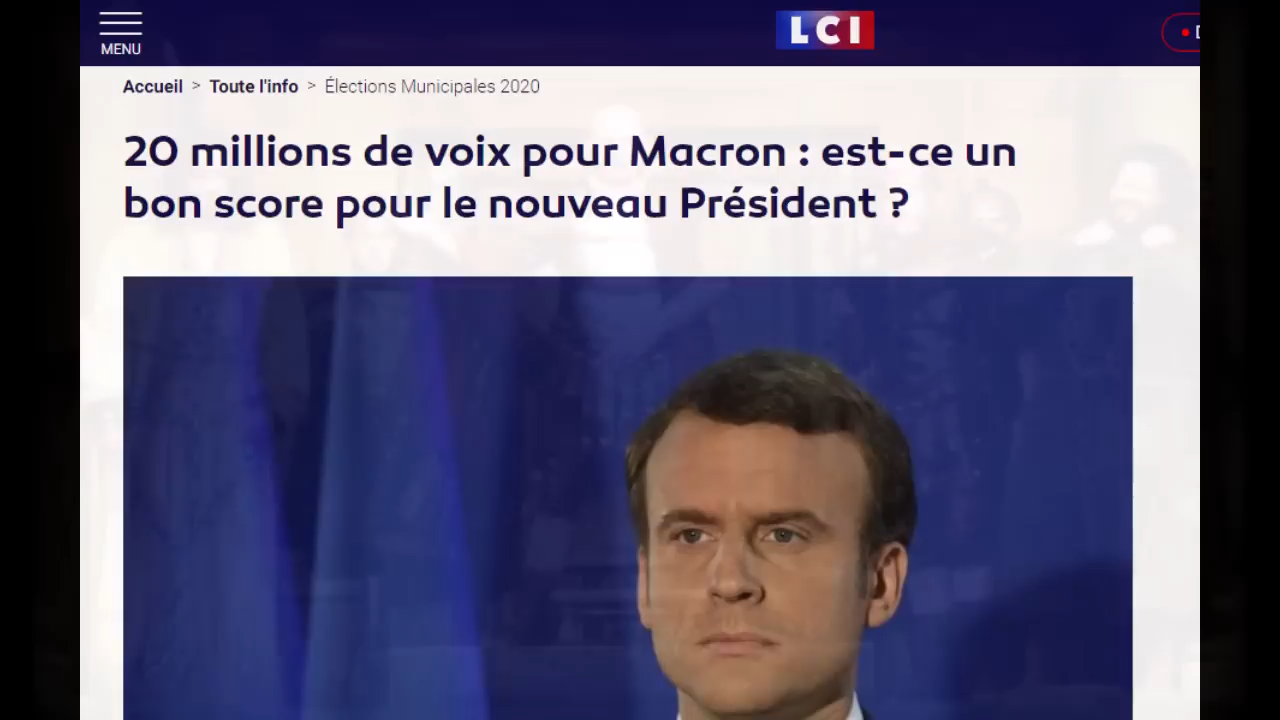 MENU
LCI
D
Accueil > Toute l'info > Élections Municipales 2020
20 millions de voix pour Macron : est-ce un
bon score pour le nouveau Président ?